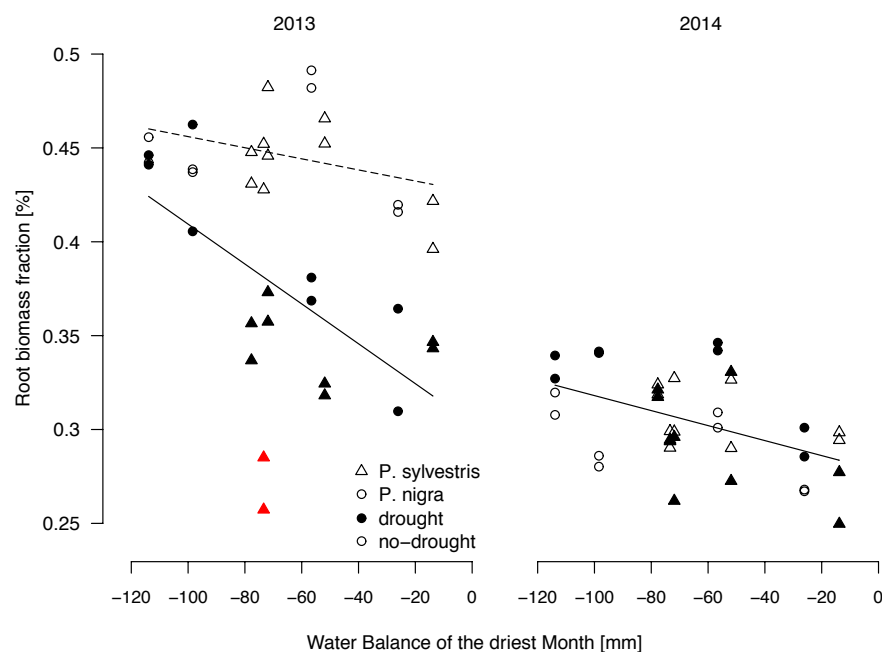 2013
2014
0.5
0.45
0.4
0.35
0.3
0.25
Root biomass fraction [%]
P. sylvestris
P. nigra
drought
no−drought
−120 −100 −80 −60 −40 −20 0
−120 −100 −80 −60 −40 −20 0
Water Balance of the driest Month [mm]